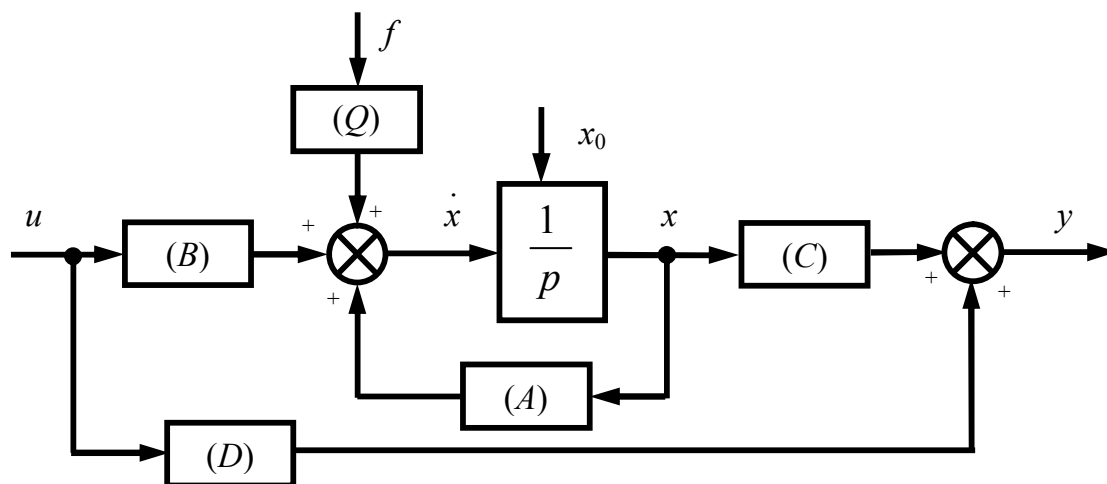 f
(Q)
x₀
u
+
+
ẋ
1
p
x
y
(B)
(C)
+
+
+
+
(A)
(D)